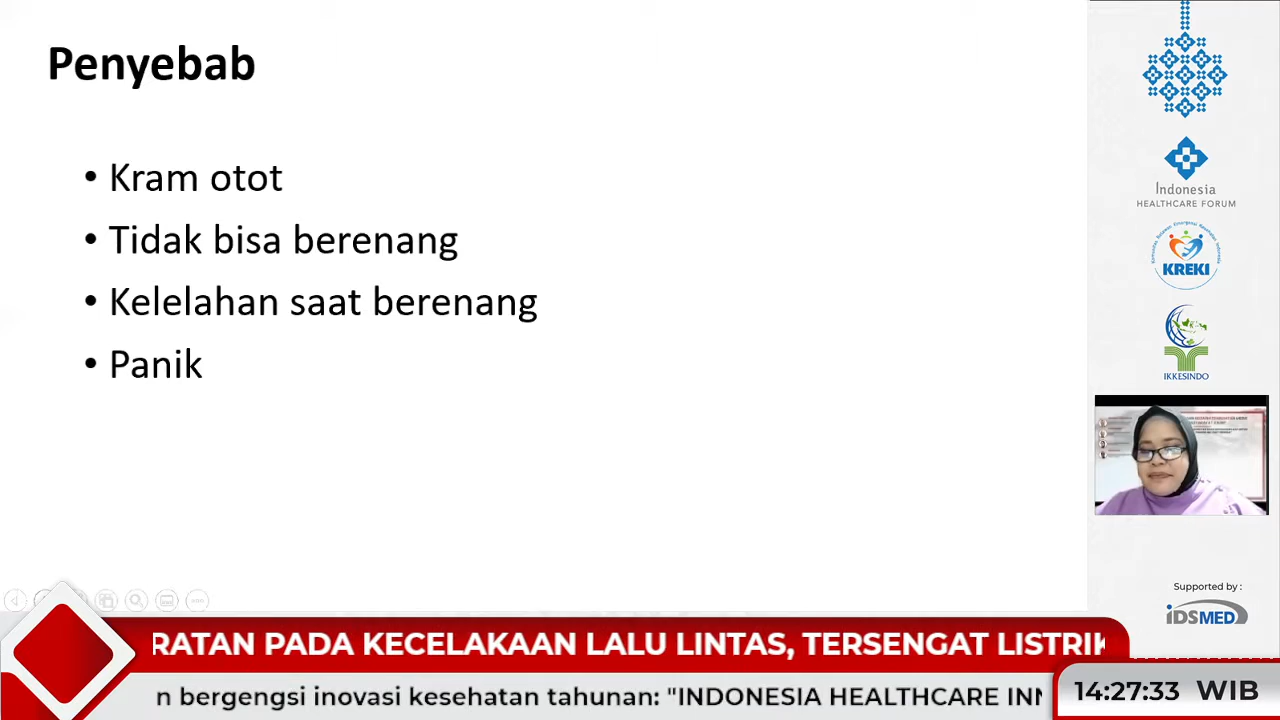 Penyebab
• Kram otot
• Tidak bisa berenang
• Kelelahan saat berenang
• Panik
Indonesia
HEALTHCARE FORUM
KREKI
IKKESINDO
Supported by :
iDSMED
RATAN PADA KECELAKAAN LALU LINTAS, TERSENGAT LISTRIK
n bergengsi inovasi kesehatan tahunan: "INDONESIA HEALTHCARE INN
14:27:33 WIB